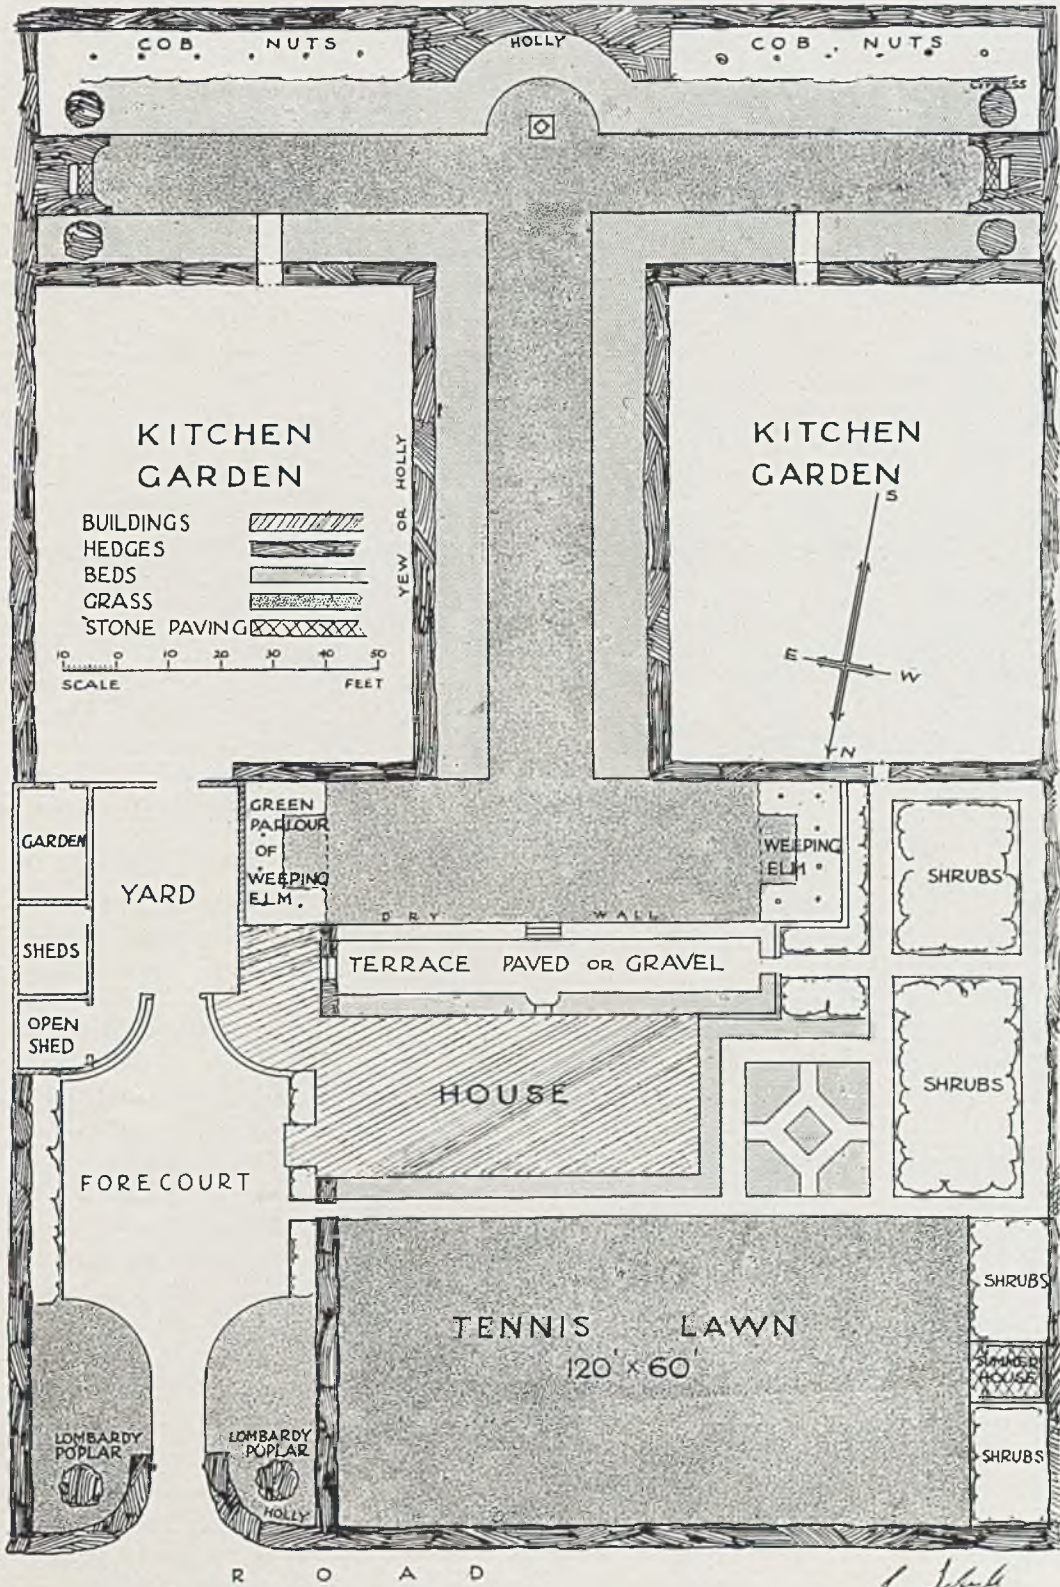 COB NUTS
HOLLY
COB NUTS
CYPRESS
KITCHEN
GARDEN
YEW OR HOLLY
BUILDINGS
HEDGES
BEDS
GRASS
STONE PAVING
10 0 10 20 30 40 50
SCALE FEET
KITCHEN
GARDEN
S
E
W
N
GREEN
PARLOUR
OF
WEEPING
ELM.
WEEPING
ELM
GARDEN
YARD
SHEDS
OPEN
SHED
DRY WALL
TERRACE PAVED OR GRAVEL
SHRUBS
SHRUBS
HOUSE
FORECOURT
TENNIS LAWN
120' × 60'
SHRUBS
SUMMER
HOUSE
SHRUBS
LOMBARDY
POPLAR
LOMBARDY
POPLAR
HOLLY
ROAD